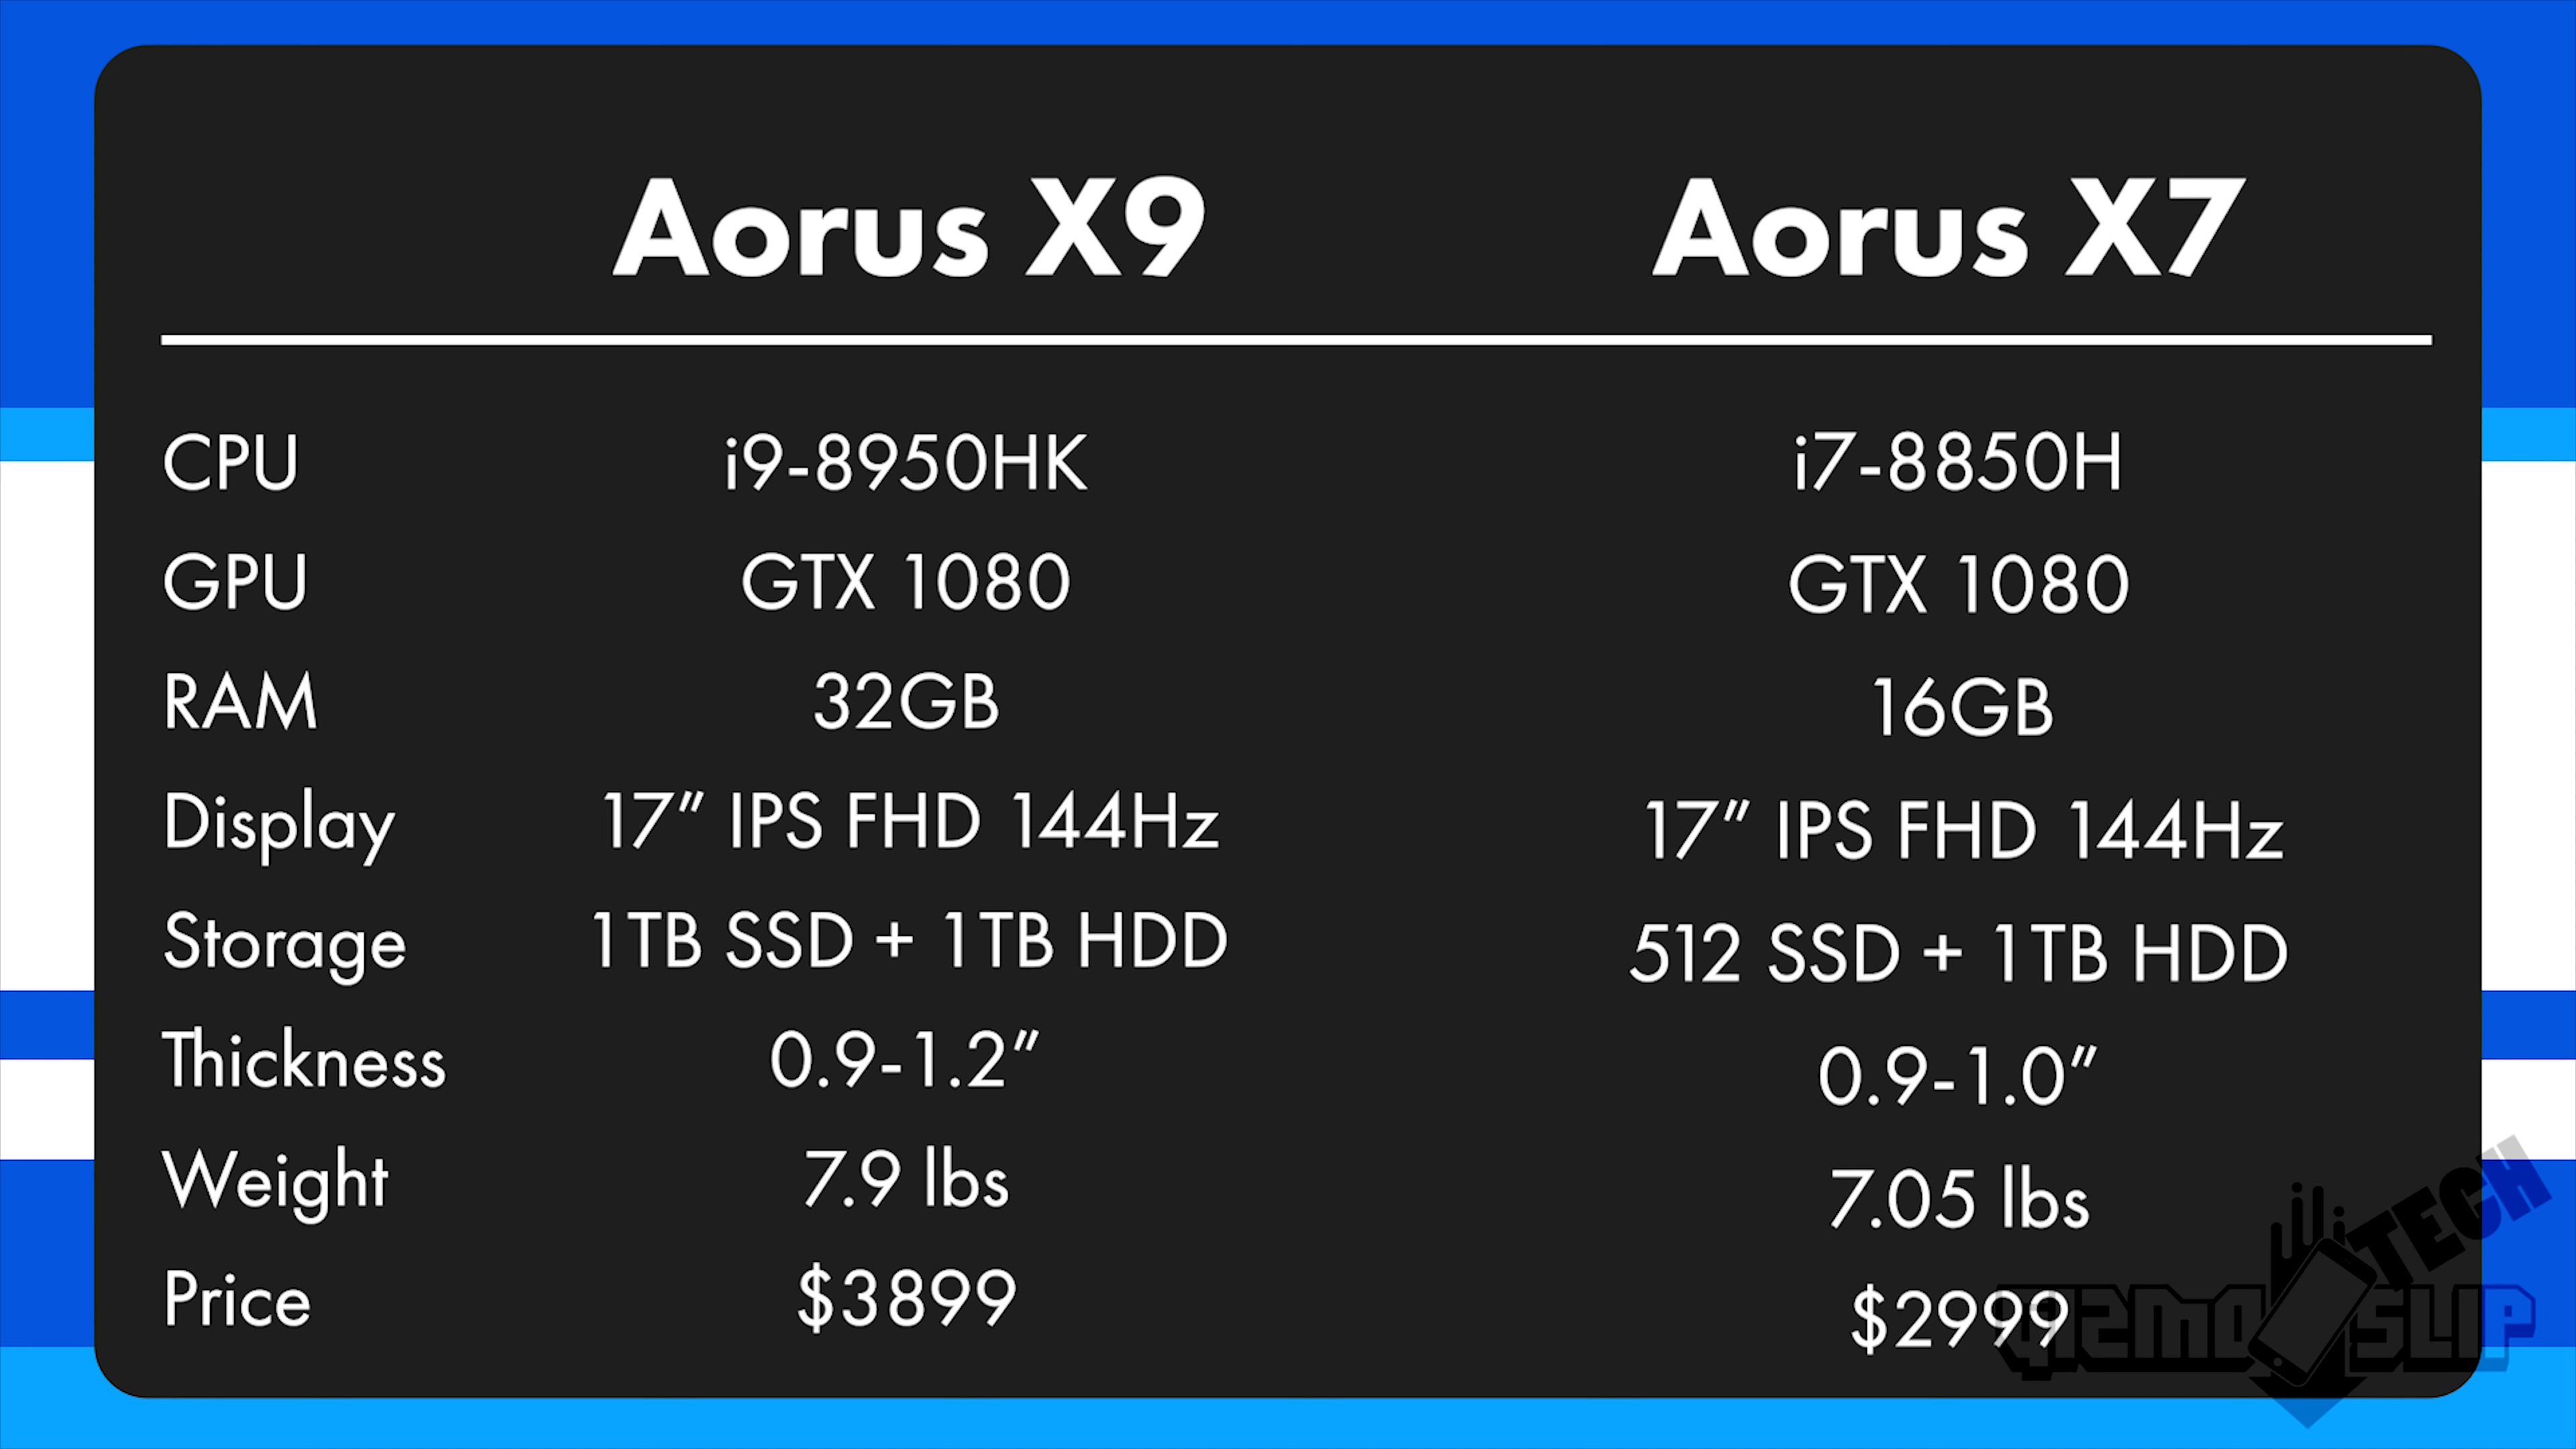 Aorus X9 Aorus X7
CPU i9-8950HK i7-8850H
GPU GTX 1080 GTX 1080
RAM 32GB 16GB
Display 17” IPS FHD 144Hz 17” IPS FHD 144Hz
Storage 1TB SSD + 1TB HDD 512 SSD + 1TB HDD
Thickness 0.9-1.2” 0.9-1.0”
Weight 7.9 lbs 7.05 lbs
Price $3899 $2999
TECH
GIZMO SLIP